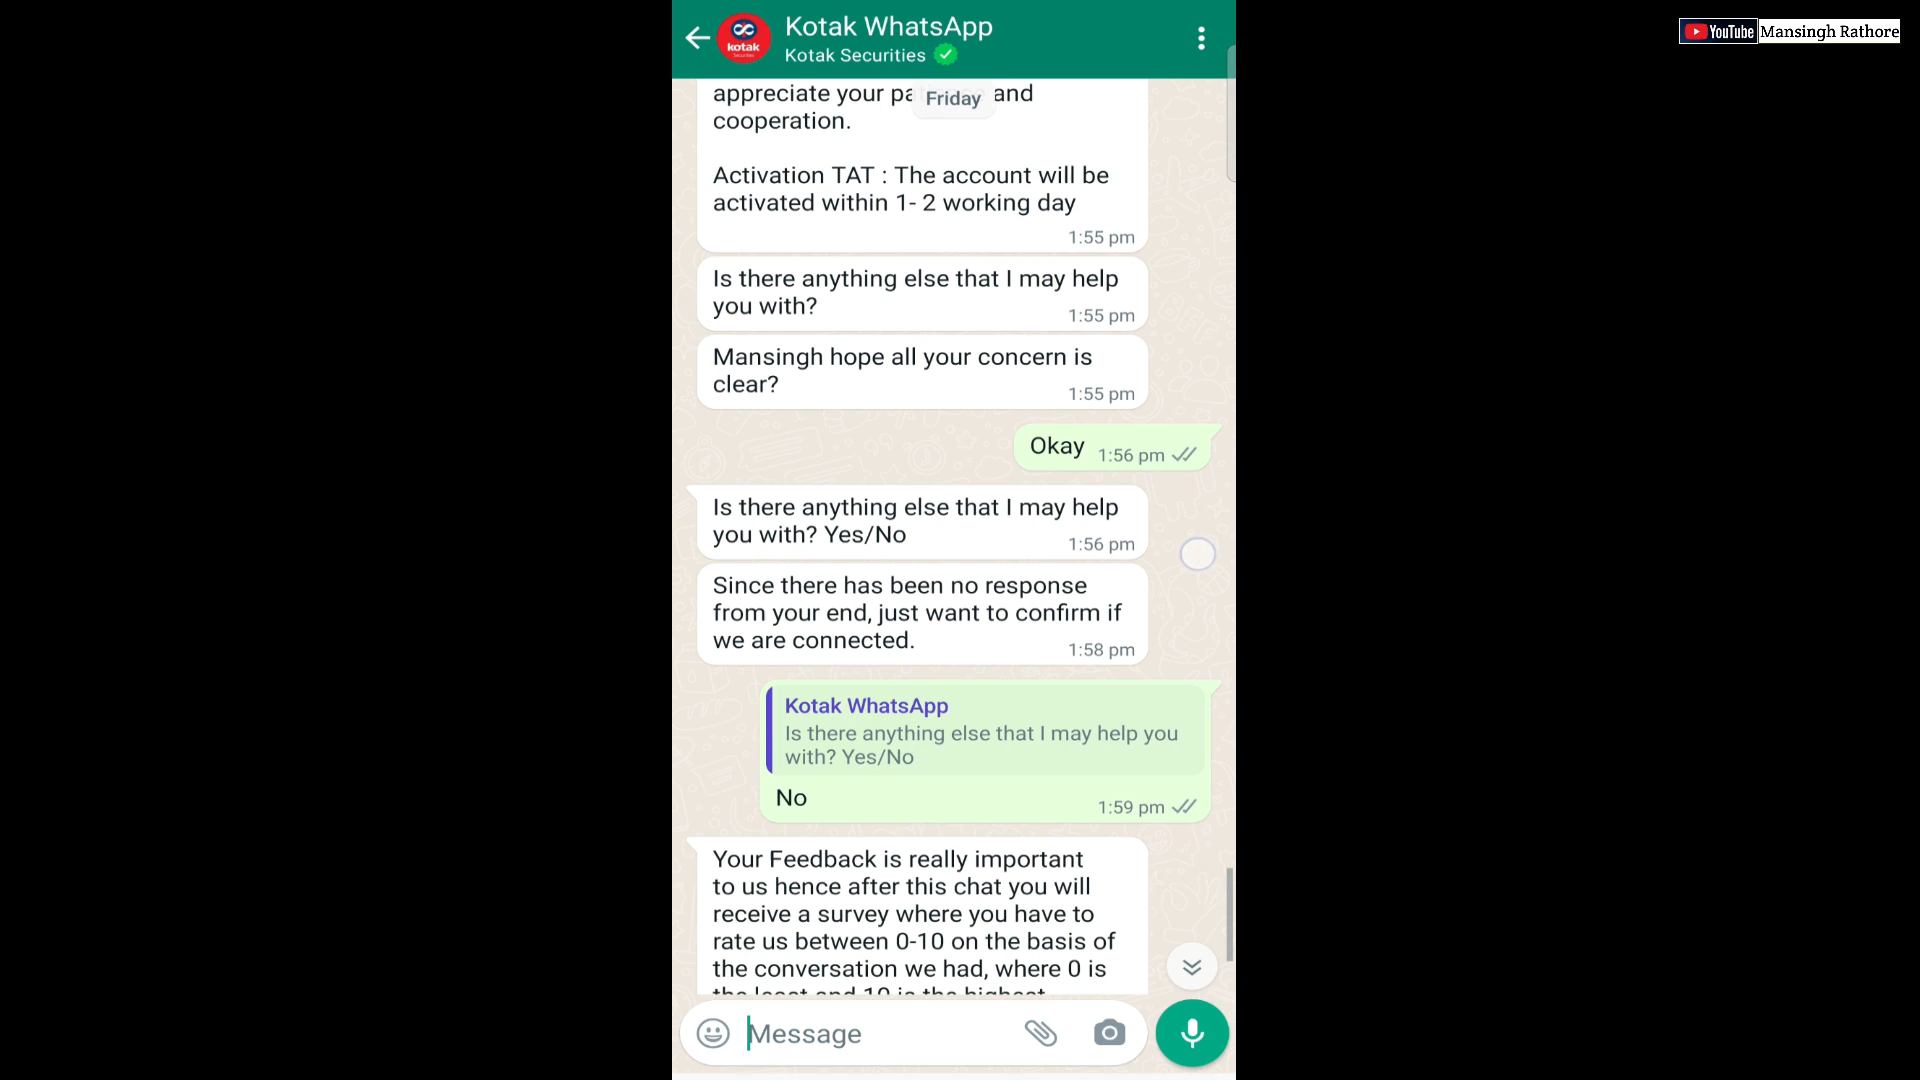 Kotak WhatsApp
Kotak Securities
kotak
YouTube Mansingh Rathore
Friday
appreciate your pa and
cooperation.
Activation TAT : The account will be
activated within 1- 2 working day
1:55 pm
Is there anything else that I may help
you with?
1:55 pm
Mansingh hope all your concern is
clear?
1:55 pm
Okay 1:56 pm
Is there anything else that I may help
you with? Yes/No
1:56 pm
Since there has been no response
from your end, just want to confirm if
we are connected.
1:58 pm
Kotak WhatsApp
Is there anything else that I may help you
with? Yes/No
No
1:59 pm
Your Feedback is really important
to us hence after this chat you will
receive a survey where you have to
rate us between 0-10 on the basis of
the conversation we had, where 0 is
the least and 10 is the highest
Message